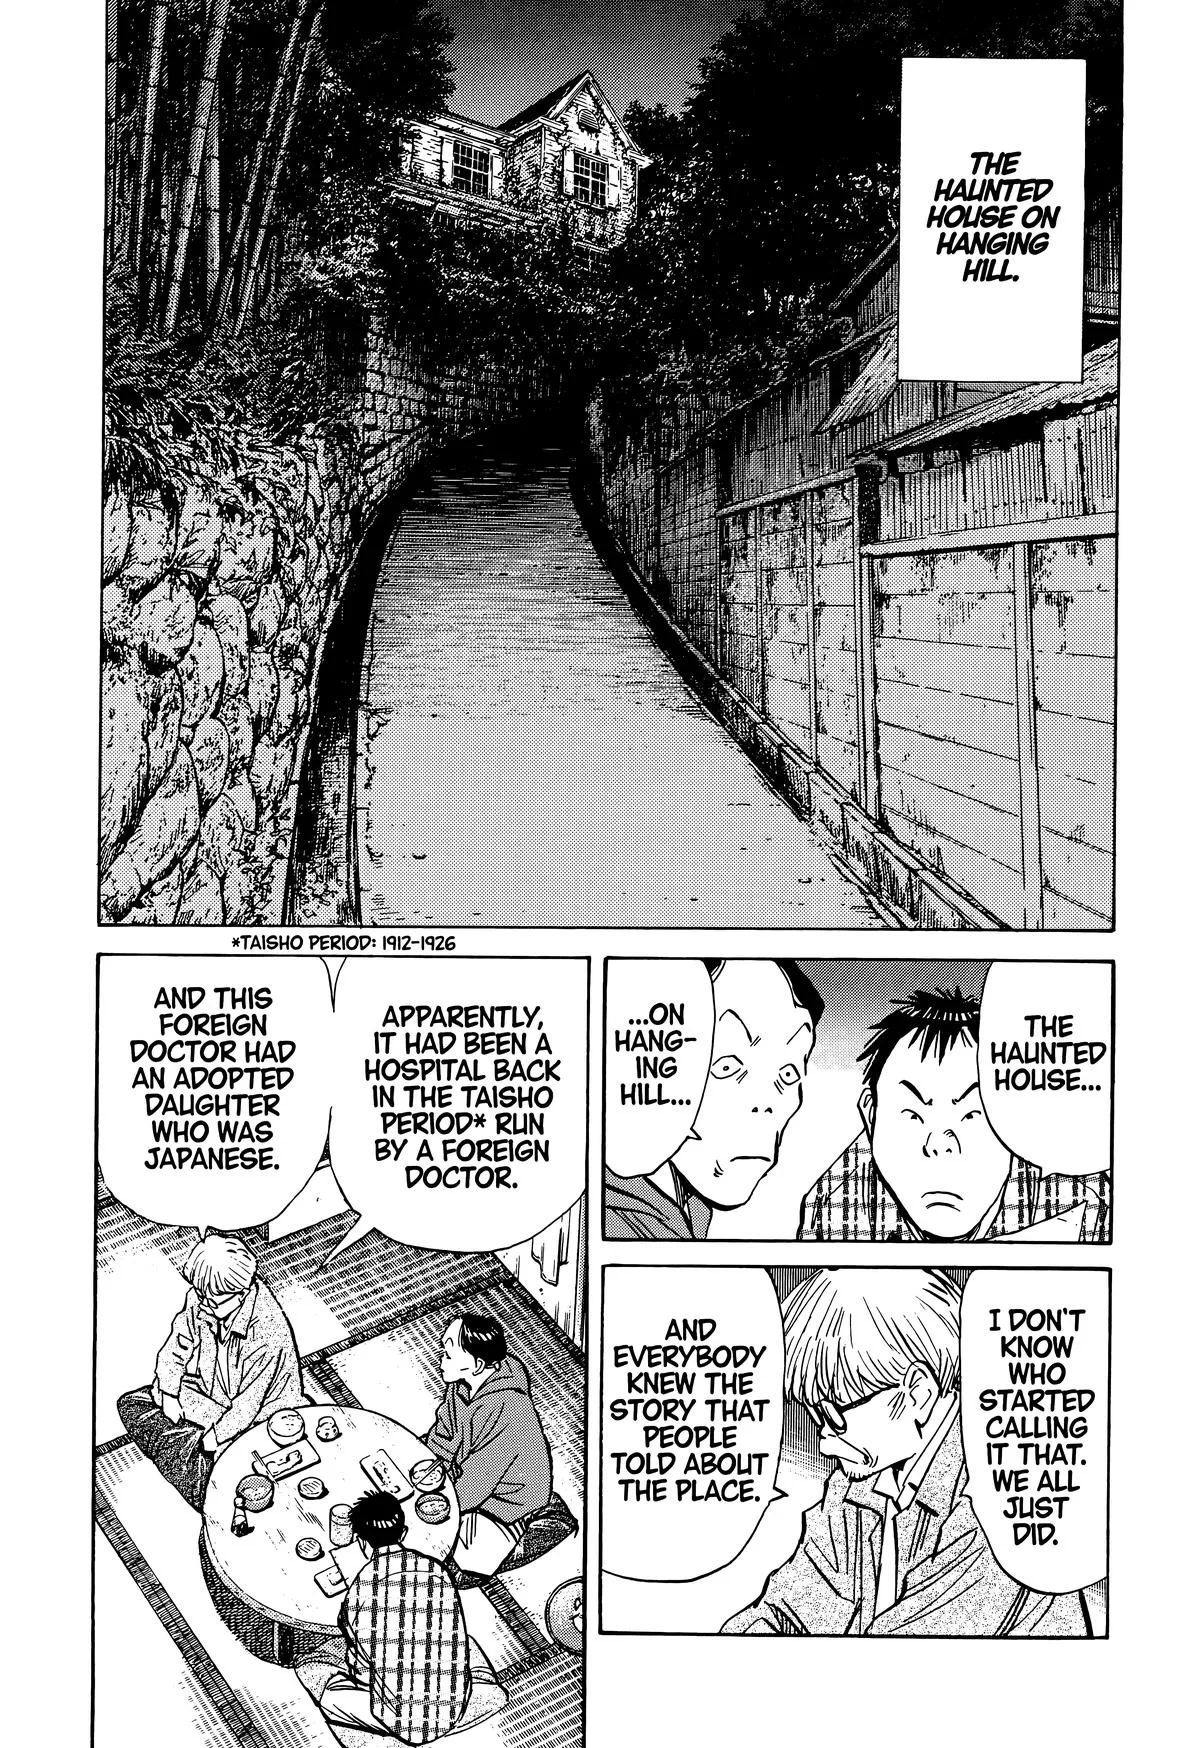 THE
HAUNTED
HOUSE ON
HANGING
HILL.
THE
HAUNTED
HOUSE...
...ON
HANG-
ING
HILL...
I DON'T
KNOW
WHO
STARTED
CALLING
IT THAT.
WE ALL
JUST
DID.
AND
EVERYBODY
KNEW THE
STORY THAT
PEOPLE
TOLD ABOUT
THE PLACE.
*TAISHO PERIOD: 1912-1926
APPARENTLY,
IT HAD BEEN A
HOSPITAL BACK
IN THE TAISHO
PERIOD* RUN
BY A FOREIGN
DOCTOR.
AND THIS
FOREIGN
DOCTOR HAD
AN ADOPTED
DAUGHTER
WHO WAS
JAPANESE.